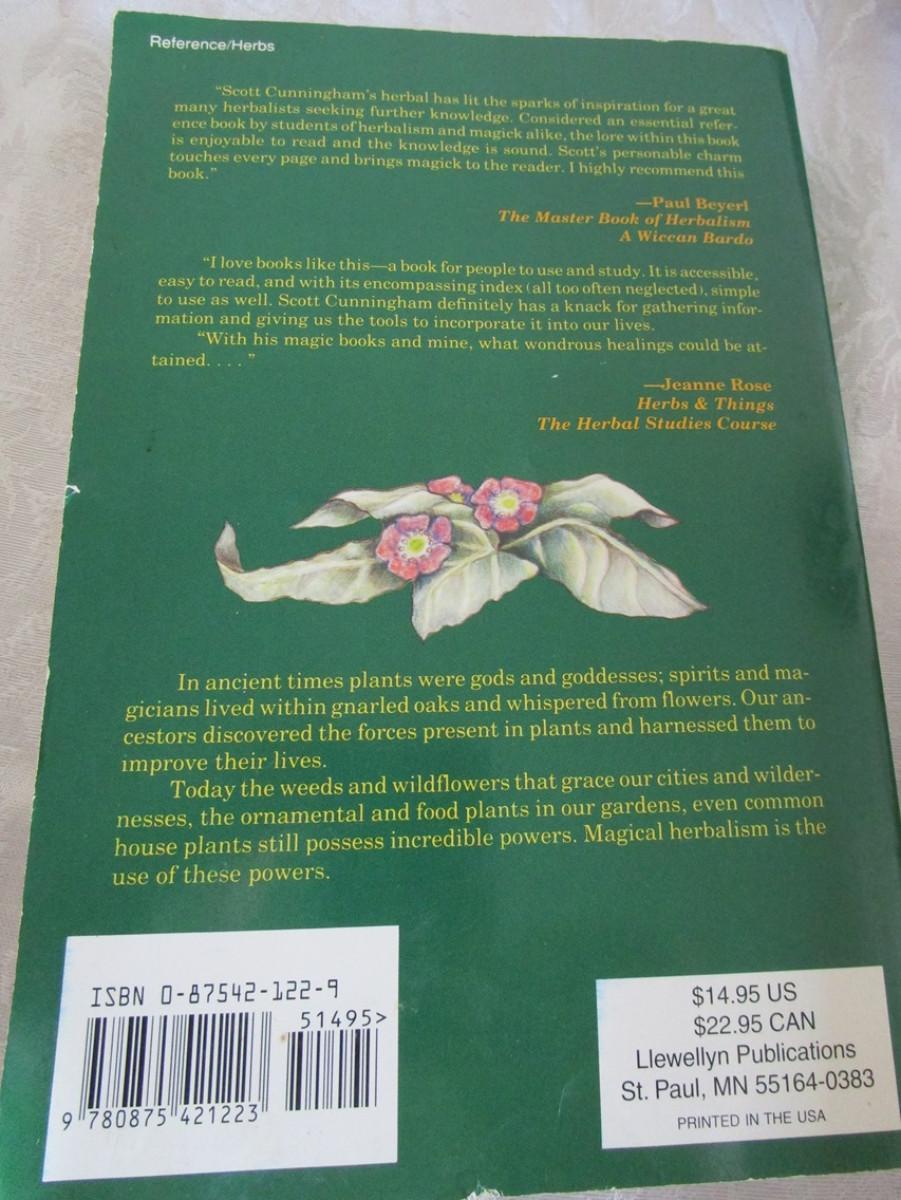 Reference/Herbs
“Scott Cunningham’s herbal has lit the sparks of inspiration for a great
many herbalists seeking further knowledge. Considered an essential refer-
ence book by students of herbalism and magick alike, the lore within this book
is enjoyable to read and the knowledge is sound. Scott’s personable charm
touches every page and brings magick to the reader. I highly recommend this
book.”
—Paul Beyerl
The Master Book of Herbalism
A Wiccan Bardo
“I love books like this—a book for people to use and study. It is accessible,
easy to read, and with its encompassing index (all too often neglected), simple
to use as well. Scott Cunningham definitely has a knack for gathering infor-
mation and giving us the tools to incorporate it into our lives.
“With his magic books and mine, what wondrous healings could be at-
tained. . . . ”
—Jeanne Rose
Herbs & Things
The Herbal Studies Course
In ancient times plants were gods and goddesses; spirits and ma-
gicians lived within gnarled oaks and whispered from flowers. Our an-
cestors discovered the forces present in plants and harnessed them to
improve their lives.
Today the weeds and wildflowers that grace our cities and wilder-
nesses, the ornamental and food plants in our gardens, even common
house plants still possess incredible powers. Magical herbalism is the
use of these powers.
ISBN 0-87542-122-9
51495>
9 780875 421223
$14.95 US
$22.95 CAN
Llewellyn Publications
St. Paul, MN 55164-0383
PRINTED IN THE USA